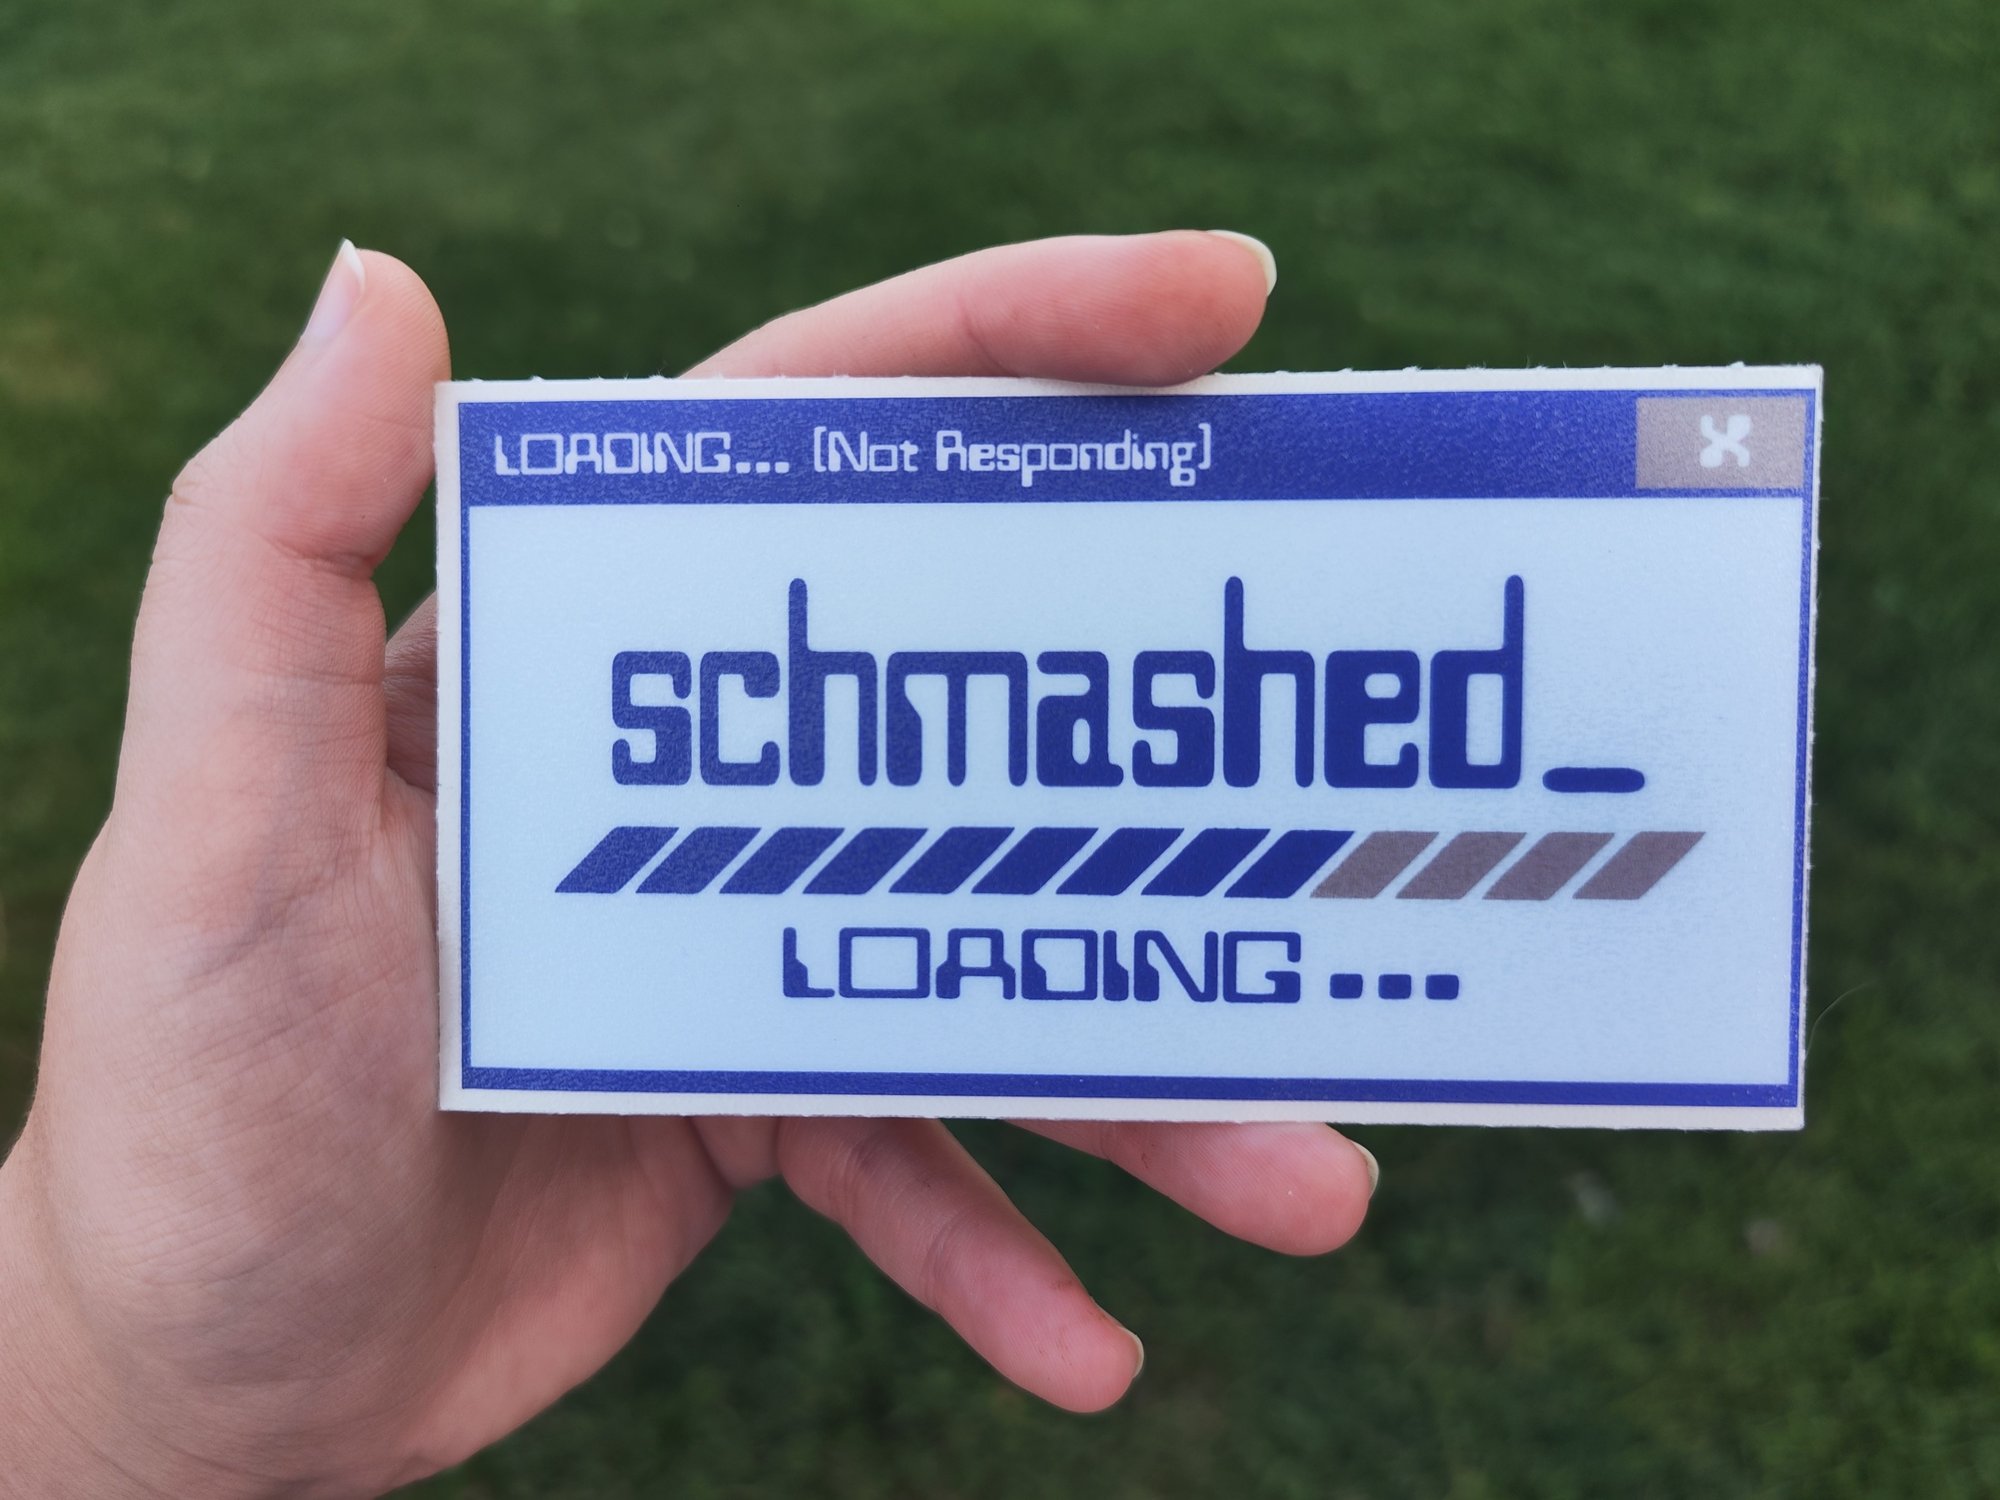 LOADING... (Not Responding) X
schmashed_
LOADING...